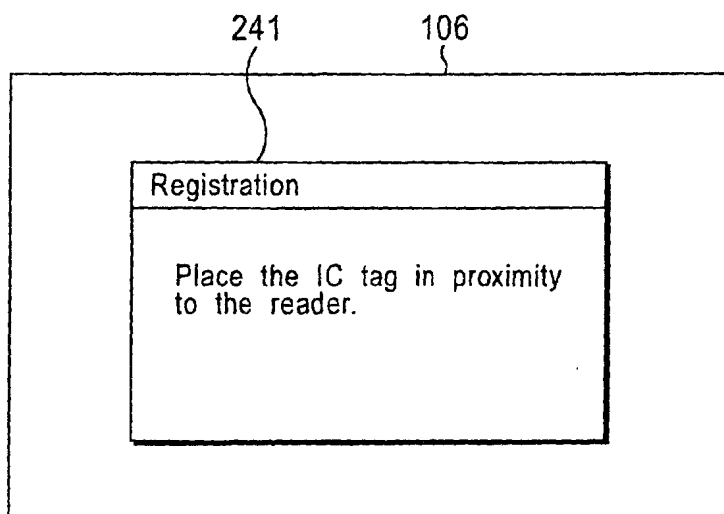 241 106
Registration
Place the IC tag in proximity
to the reader.